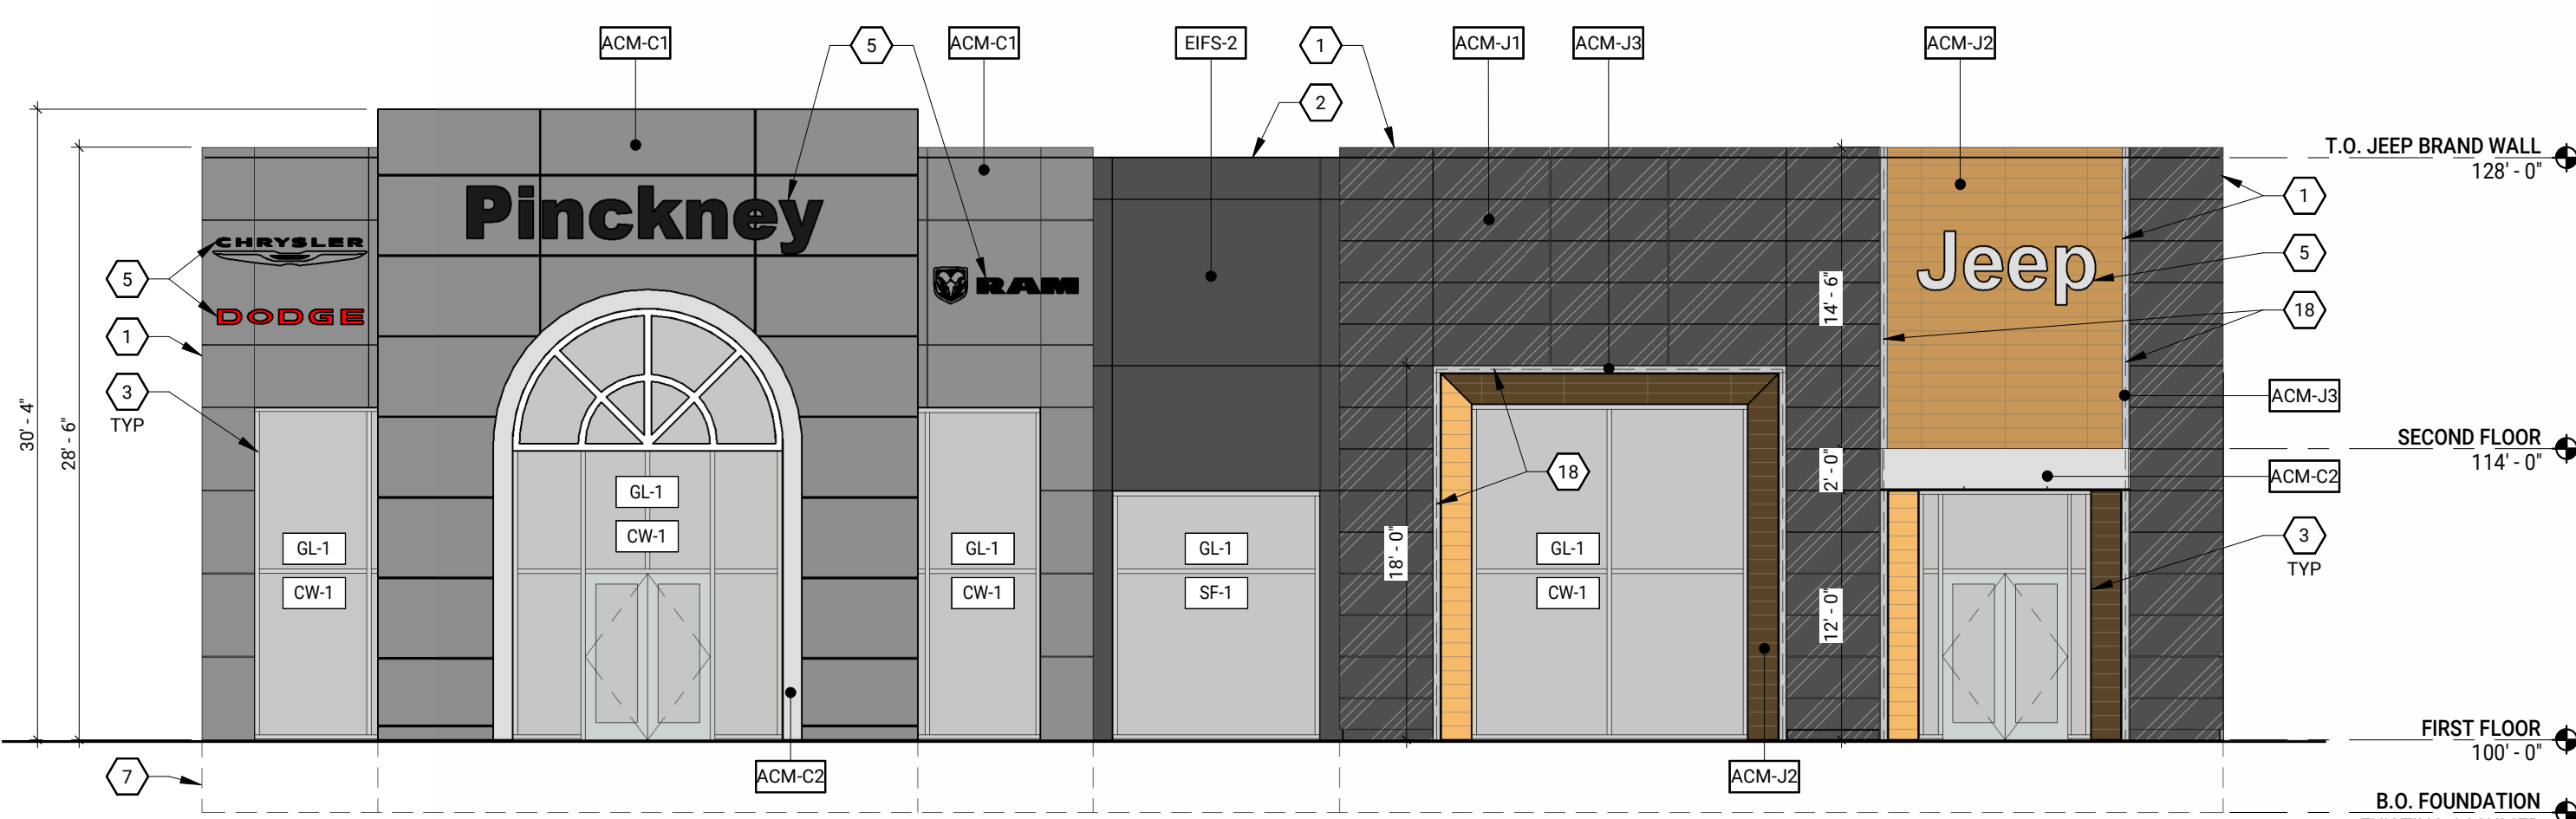 ACM-C1
5
ACM-C1
EIFS-2
1
2
ACM-J1
ACM-J3
ACM-J2
T.O. JEEP BRAND WALL
128' - 0"
1
5
18
ACM-J3
SECOND FLOOR
114' - 0"
ACM-C2
3
TYP
FIRST FLOOR
100' - 0"
B.O. FOUNDATION
30' - 4"
28' - 6"
5
1
3
TYP
7
CHRYSLER
DODGE
Pinckney
RAM
Jeep
14' - 6"
2' - 0"
12' - 0"
18' - 0"
18
GL-1
CW-1
GL-1
CW-1
GL-1
CW-1
GL-1
SF-1
GL-1
CW-1
ACM-C2
ACM-J2